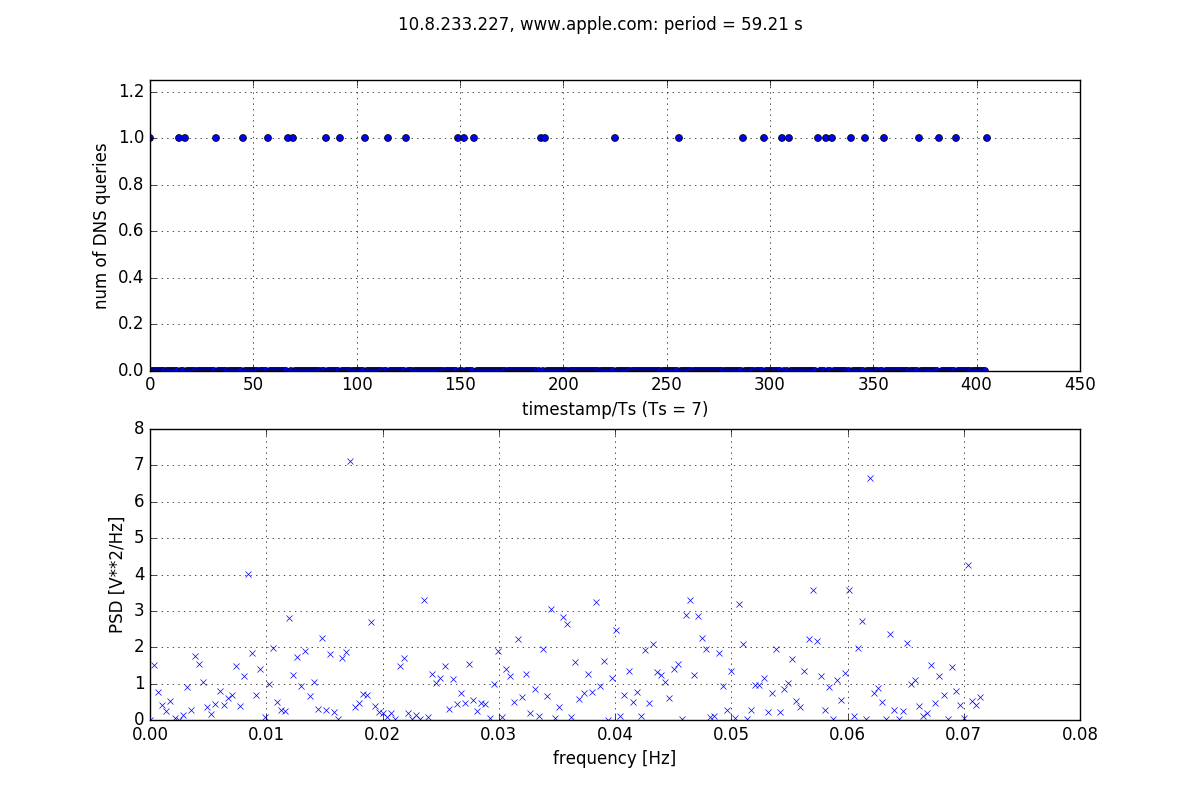 10.8.233.227, www.apple.com: period = 59.21 s
1.2
1.0
0.8
0.6
0.4
0.2
0.0
num of DNS queries
0 50 100 150 200 250 300 350 400 450
timestamp/Ts (Ts = 7)
8
7
6
5
4
3
2
1
0
PSD [V**2/Hz]
0.00 0.01 0.02 0.03 0.04 0.05 0.06 0.07 0.08
frequency [Hz]